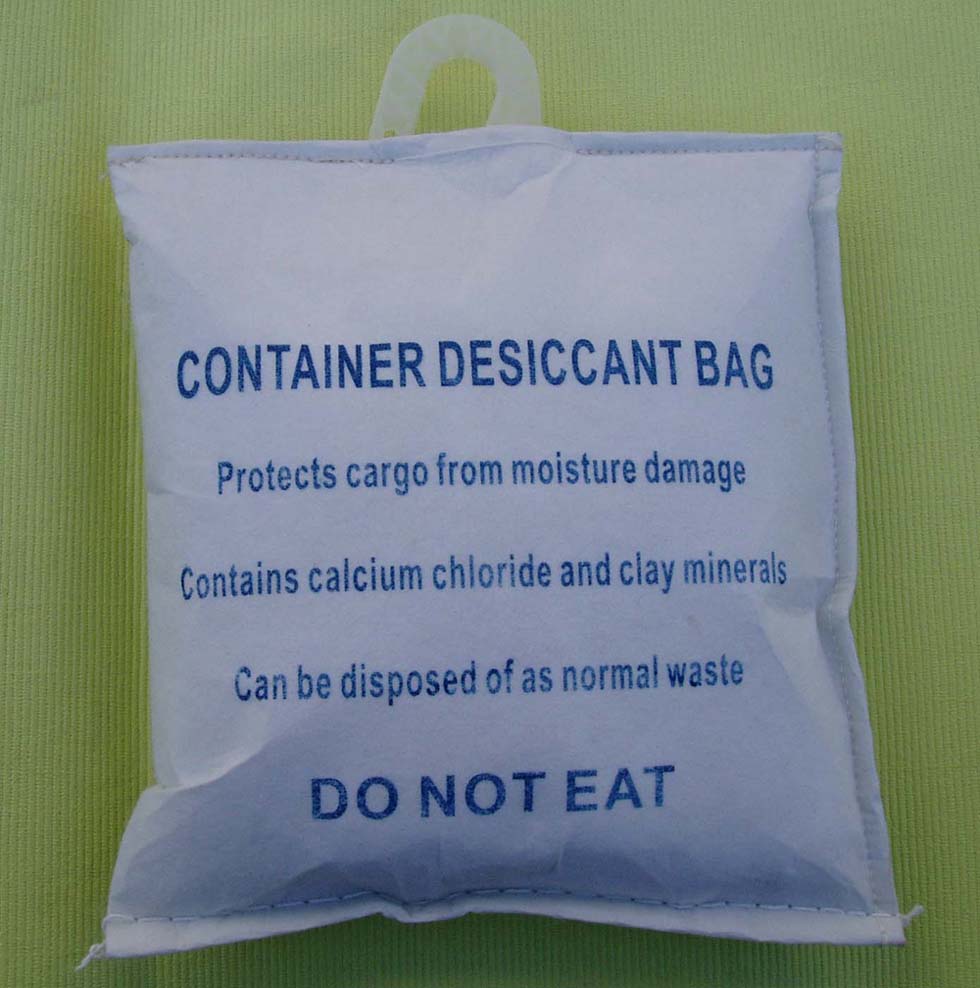 CONTAINER DESICCANT BAG
Protects cargo from moisture damage
Contains calcium chloride and clay minerals
Can be disposed of as normal waste
DO NOT EAT